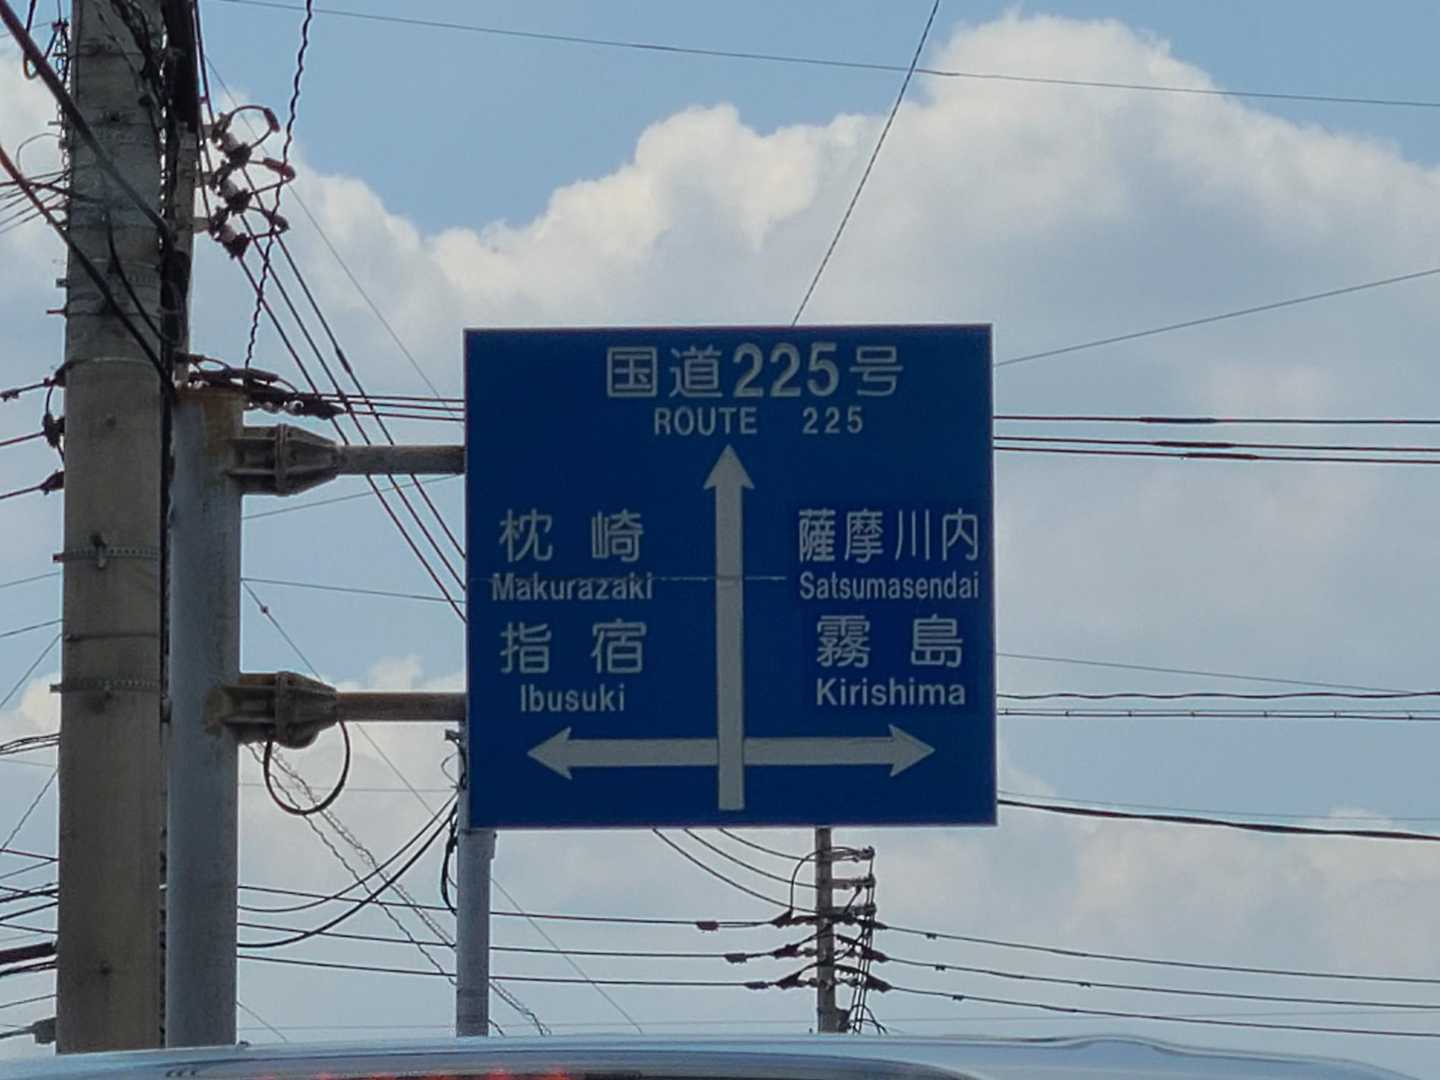 国道225号
ROUTE 225
枕崎
Makurazaki
指宿
Ibusuki
薩摩川内
Satsumasendai
霧島
Kirishima